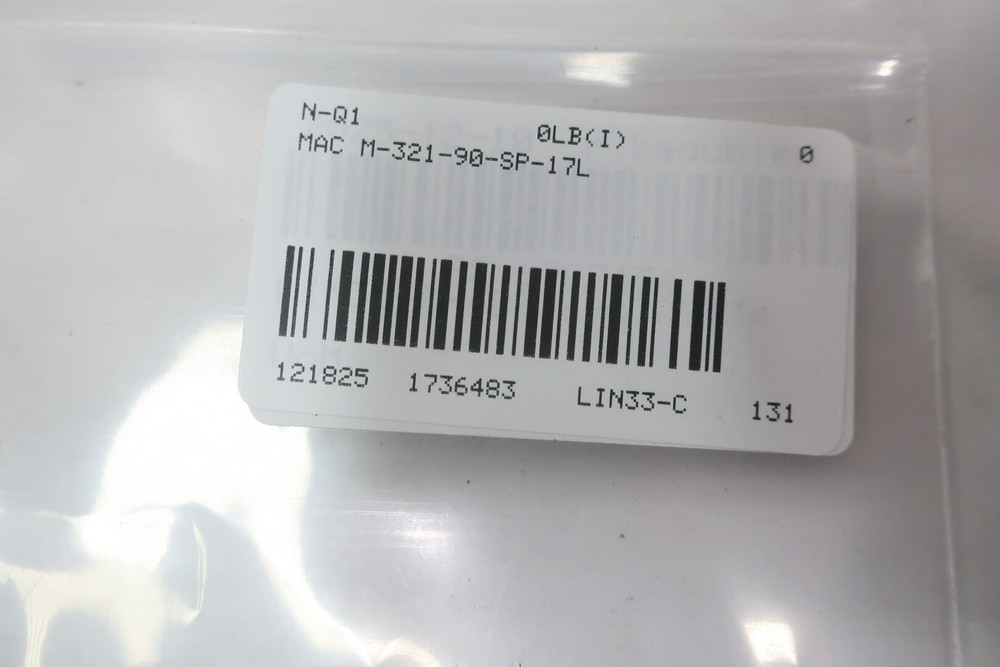 N-Q1 0LB(I) 0
MAC M-321-90-SP-17L
121825 1736483 LIN33-C 131